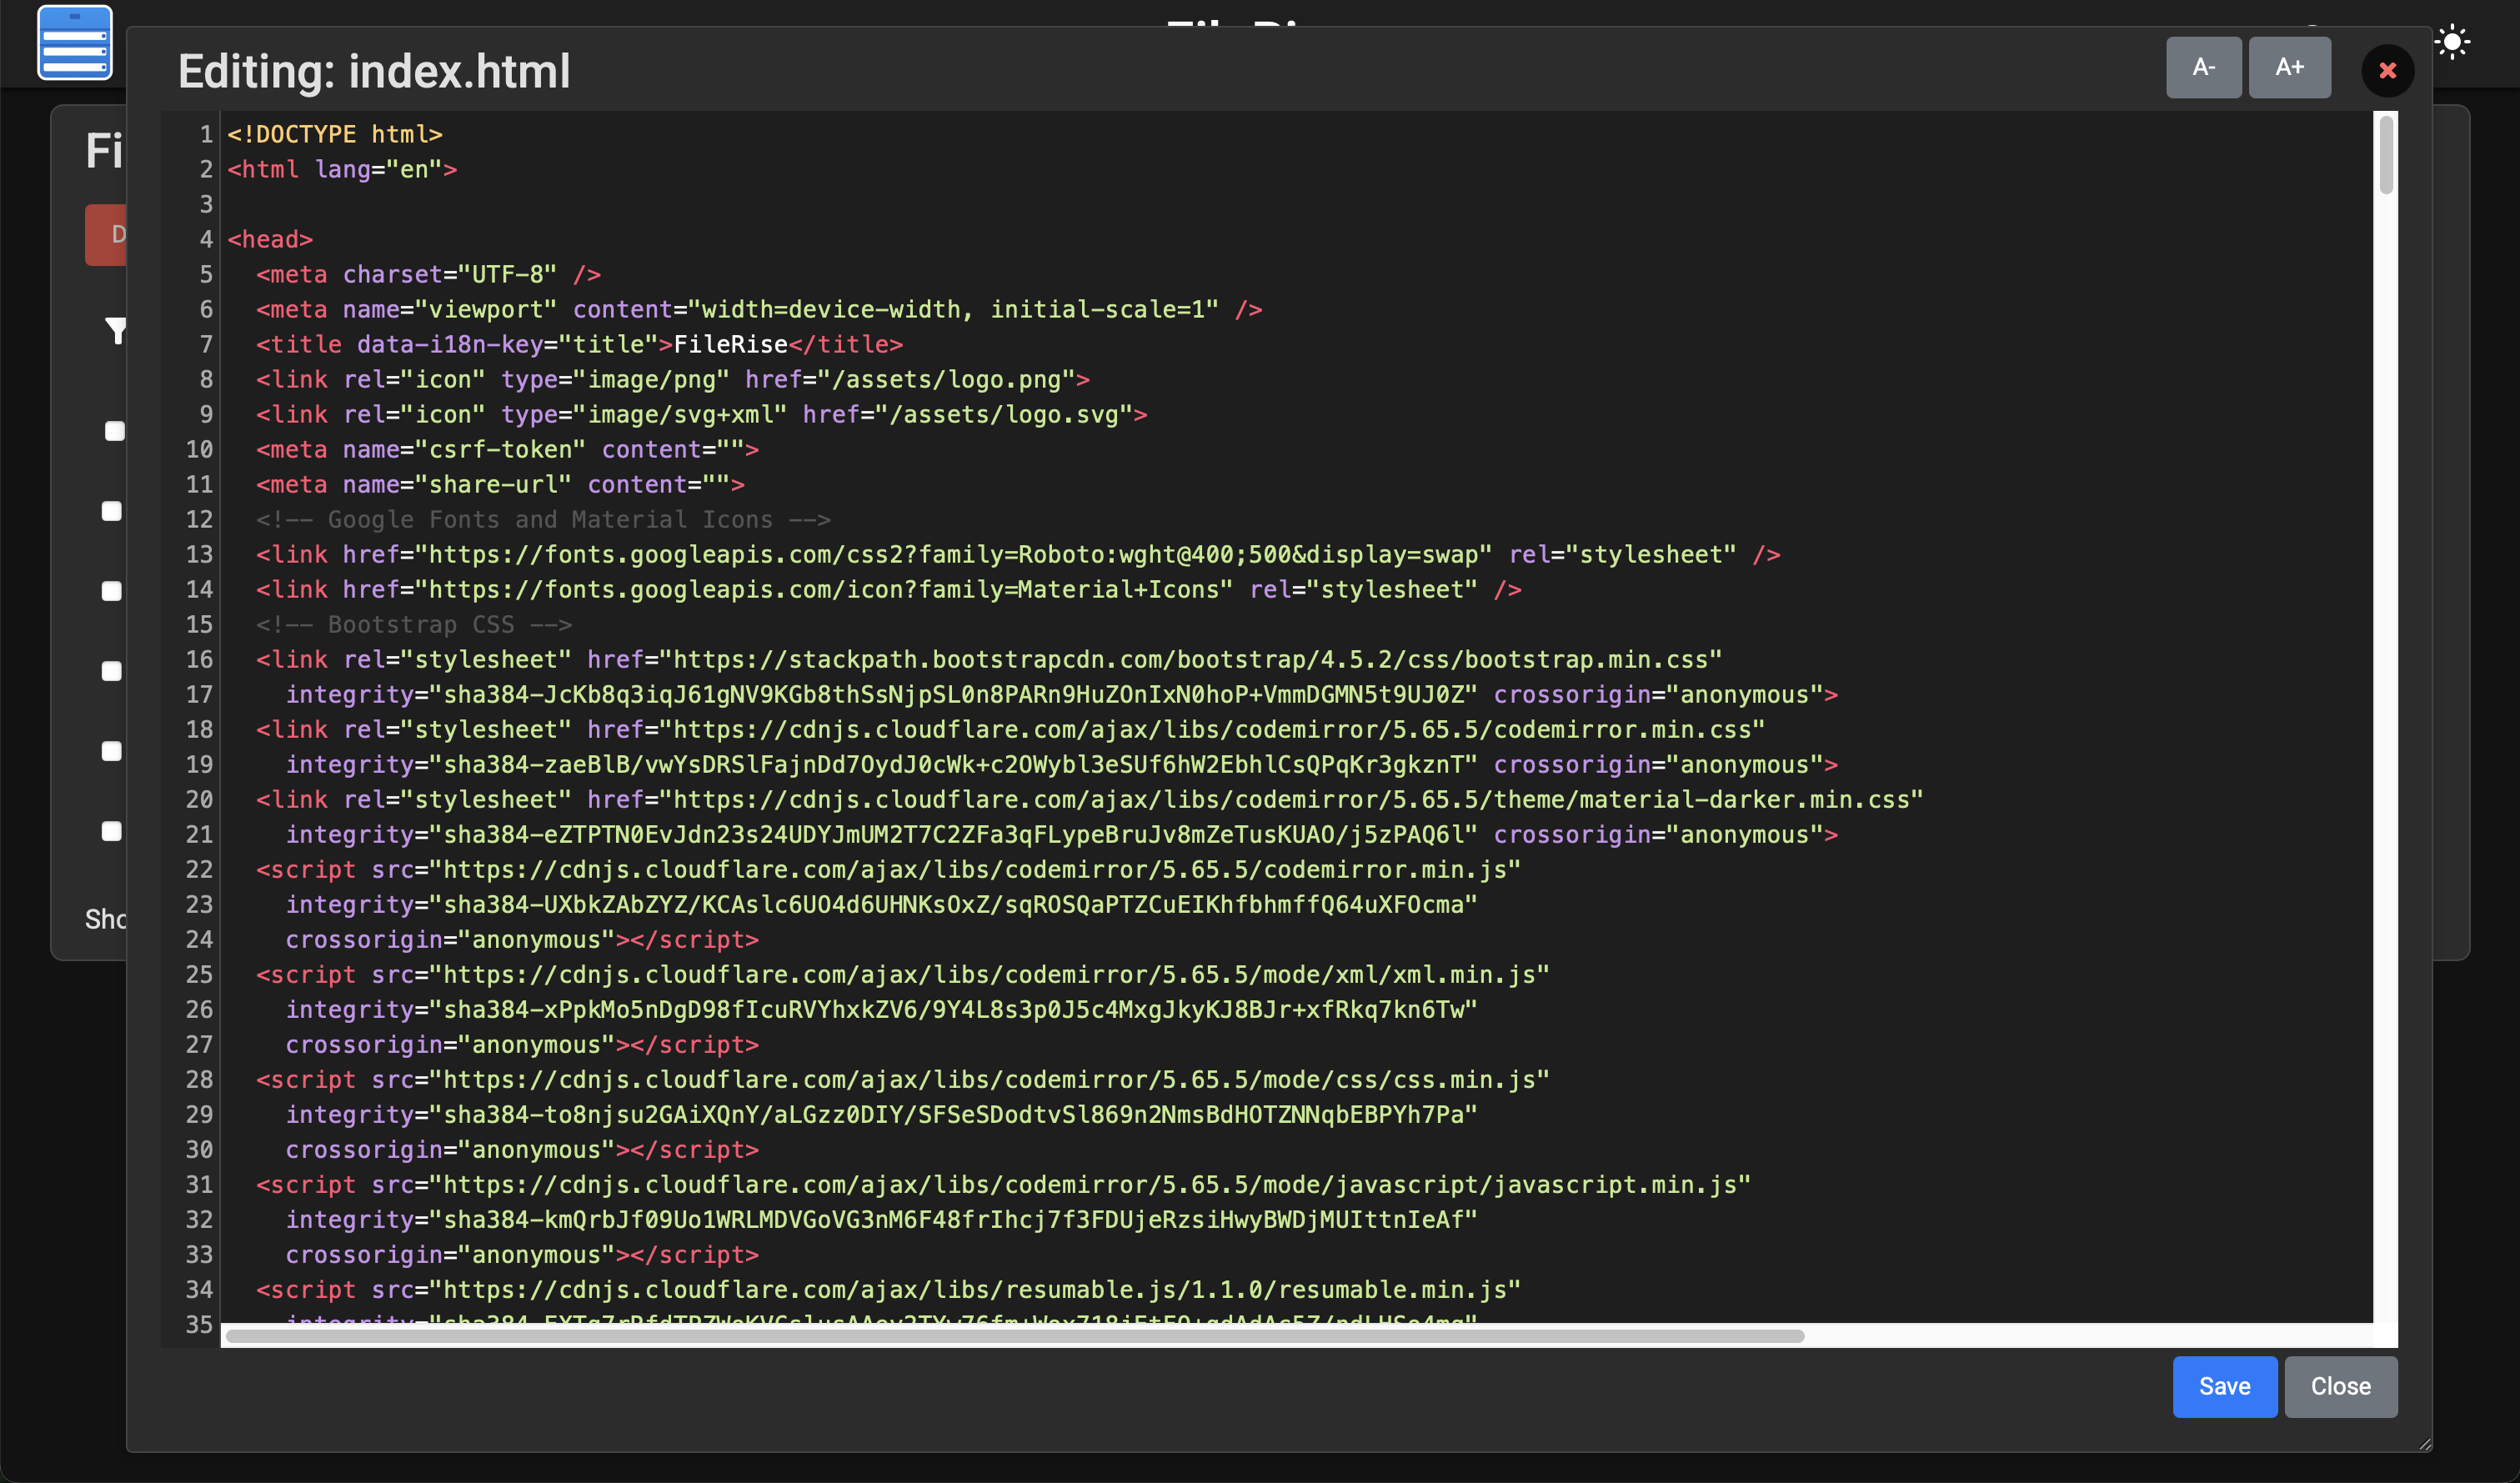 Editing: index.html
A-
A+
Fi
D
Sho
1 <!DOCTYPE html>
2 <html lang="en">
3
4 <head>
5 <meta charset="UTF-8" />
6 <meta name="viewport" content="width=device-width, initial-scale=1" />
7 <title data-i18n-key="title">FileRise</title>
8 <link rel="icon" type="image/png" href="/assets/logo.png">
9 <link rel="icon" type="image/svg+xml" href="/assets/logo.svg">
10 <meta name="csrf-token" content="">
11 <meta name="share-url" content="">
12 <!-- Google Fonts and Material Icons -->
13 <link href="https://fonts.googleapis.com/css2?family=Roboto:wght@400;500&display=swap" rel="stylesheet" />
14 <link href="https://fonts.googleapis.com/icon?family=Material+Icons" rel="stylesheet" />
15 <!-- Bootstrap CSS -->
16 <link rel="stylesheet" href="https://stackpath.bootstrapcdn.com/bootstrap/4.5.2/css/bootstrap.min.css"
17 integrity="sha384-JcKb8q3iqJ61gNV9KGb8thSsNjpSL0n8PARn9HuZOnIxN0hoP+VmmDGMN5t9UJ0Z" crossorigin="anonymous">
18 <link rel="stylesheet" href="https://cdnjs.cloudflare.com/ajax/libs/codemirror/5.65.5/codemirror.min.css"
19 integrity="sha384-zaeBlB/vwYsDRSlFajnDd7OydJ0cWk+c2OWybl3eSUf6hW2EbhlCsQPqKr3gkznT" crossorigin="anonymous">
20 <link rel="stylesheet" href="https://cdnjs.cloudflare.com/ajax/libs/codemirror/5.65.5/theme/material-darker.min.css"
21 integrity="sha384-eZTPTN0EvJdn23s24UDYJmUM2T7C2ZFa3qFLypeBruJv8mZeTusKUAO/j5zPAQ6l" crossorigin="anonymous">
22 <script src="https://cdnjs.cloudflare.com/ajax/libs/codemirror/5.65.5/codemirror.min.js"
23 integrity="sha384-UXbkZAbZYZ/KCAslc6UO4d6UHNKsOxZ/sqROSQaPTZCuEIKhfbhmffQ64uXFOcma"
24 crossorigin="anonymous"></script>
25 <script src="https://cdnjs.cloudflare.com/ajax/libs/codemirror/5.65.5/mode/xml/xml.min.js"
26 integrity="sha384-xPpkMo5nDgD98fIcuRVYhxkZV6/9Y4L8s3p0J5c4MxgJkyKJ8BJr+xfRkq7kn6Tw"
27 crossorigin="anonymous"></script>
28 <script src="https://cdnjs.cloudflare.com/ajax/libs/codemirror/5.65.5/mode/css/css.min.js"
29 integrity="sha384-to8njsu2GAiXQnY/aLGzz0DIY/SFSeSDodtvSl869n2NmsBdHOTZNNqbEBPYh7Pa"
30 crossorigin="anonymous"></script>
31 <script src="https://cdnjs.cloudflare.com/ajax/libs/codemirror/5.65.5/mode/javascript/javascript.min.js"
32 integrity="sha384-kmQrbJf09Uo1WRLMDVGoVG3nM6F48frIhcj7f3FDUjeRzsiHwyBWDjMUIttnIeAf"
33 crossorigin="anonymous"></script>
34 <script src="https://cdnjs.cloudflare.com/ajax/libs/resumable.js/1.1.0/resumable.min.js"
35
Save
Close